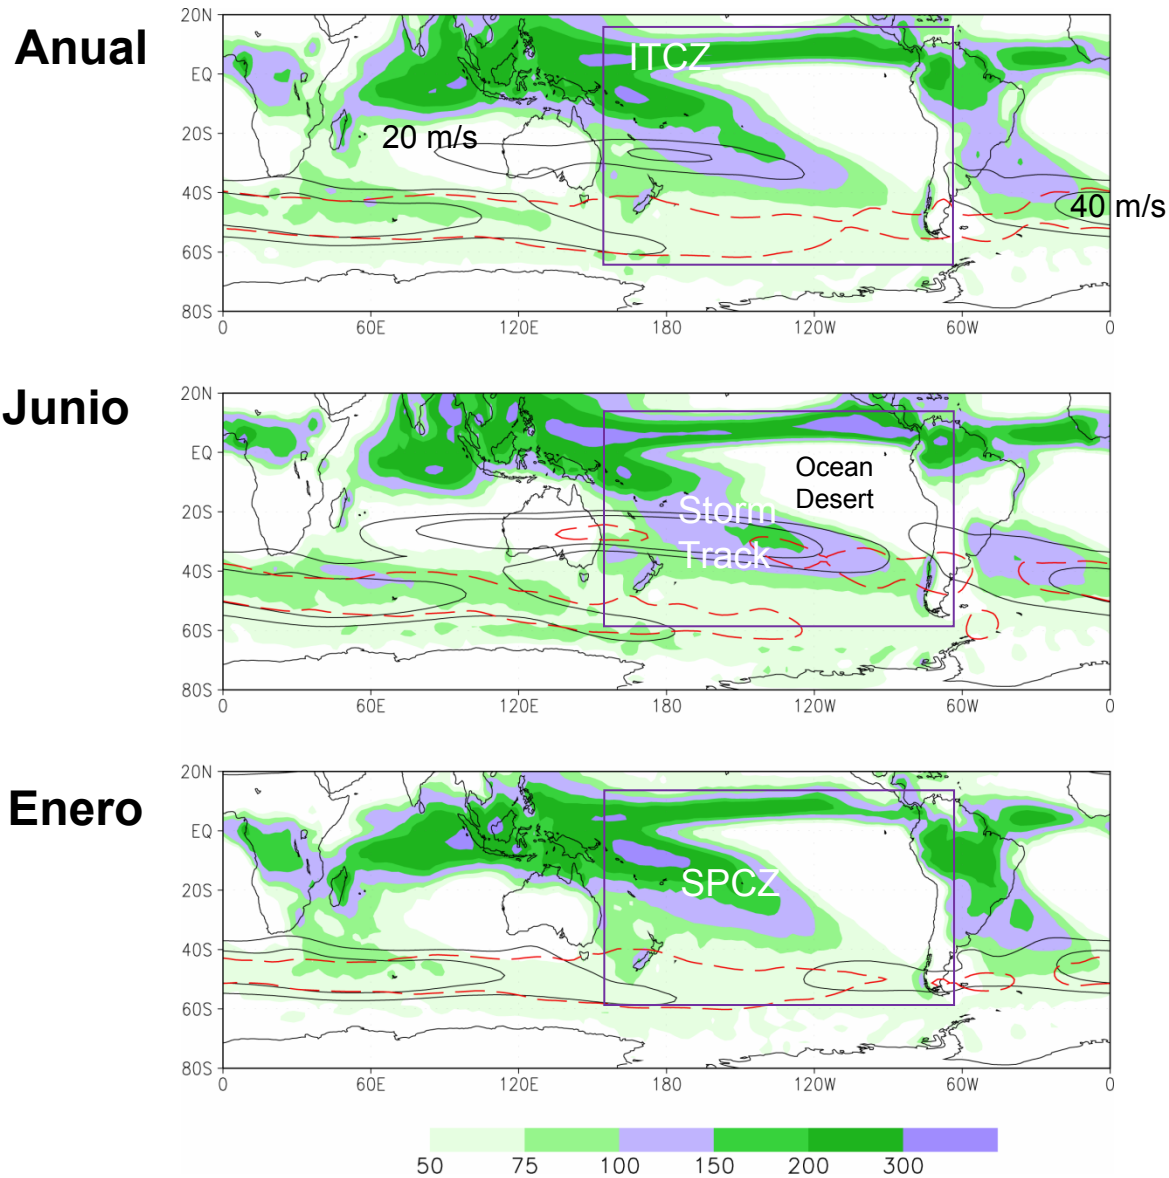 Anual
20N
EQ
20S
40S
60S
80S
ITCZ
20 m/s
40 m/s
0 60E 120E 180 120W 60W 0
Junio
20N
EQ
20S
40S
60S
80S
Ocean
Desert
Storm
Track
0 60E 120E 180 120W 60W 0
Enero
20N
EQ
20S
40S
60S
80S
SPCZ
0 60E 120E 180 120W 60W 0
50 75 100 150 200 300